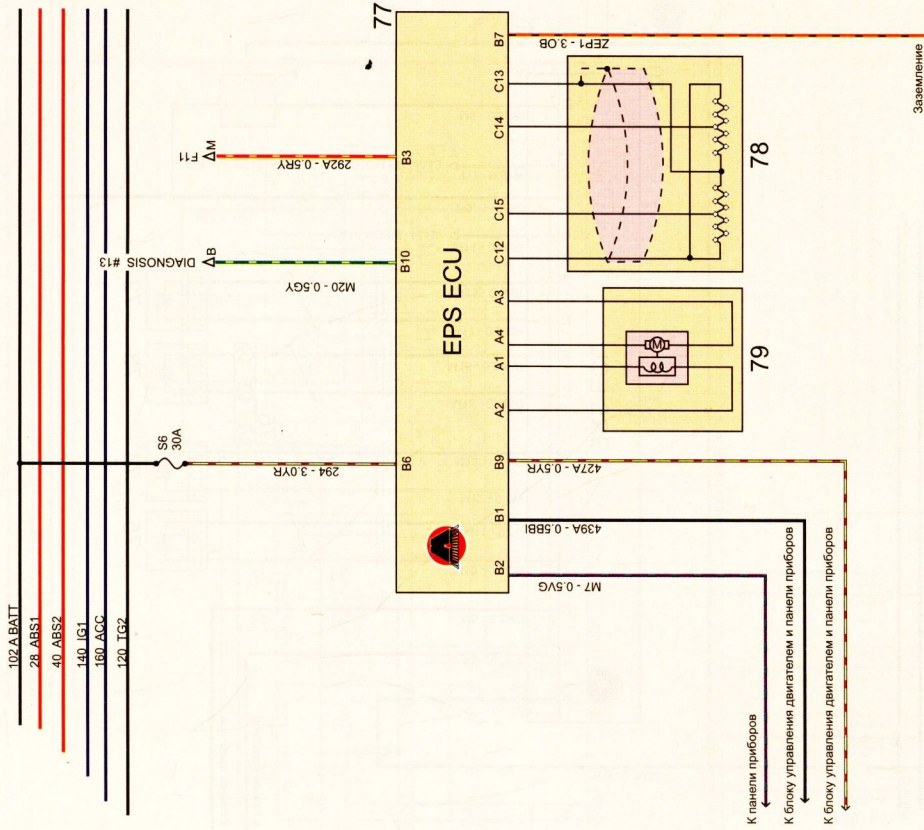 102 A BATT
28 ABS1
40 ABS2
140 IG1
160 ACC
120 TG2
S6
30A
294 - 3.0YR
DIAGNOSIS #13
B
M20 - 0.5GY
F11
M
292A - 0.5RY
77
B6
B10
B3
EPS ECU
B2
B1
B9
A2
A1
A4
A3
C12
C15
C14
C13
B7
M7 - 0.5VG
439A - 0.5BBl
427A - 0.5YR
ZEP1 - 3.OB
M
79
78
К панели приборов
К блоку управления двигателем и панели приборов
К блоку управления двигателем и панели приборов
Заземление